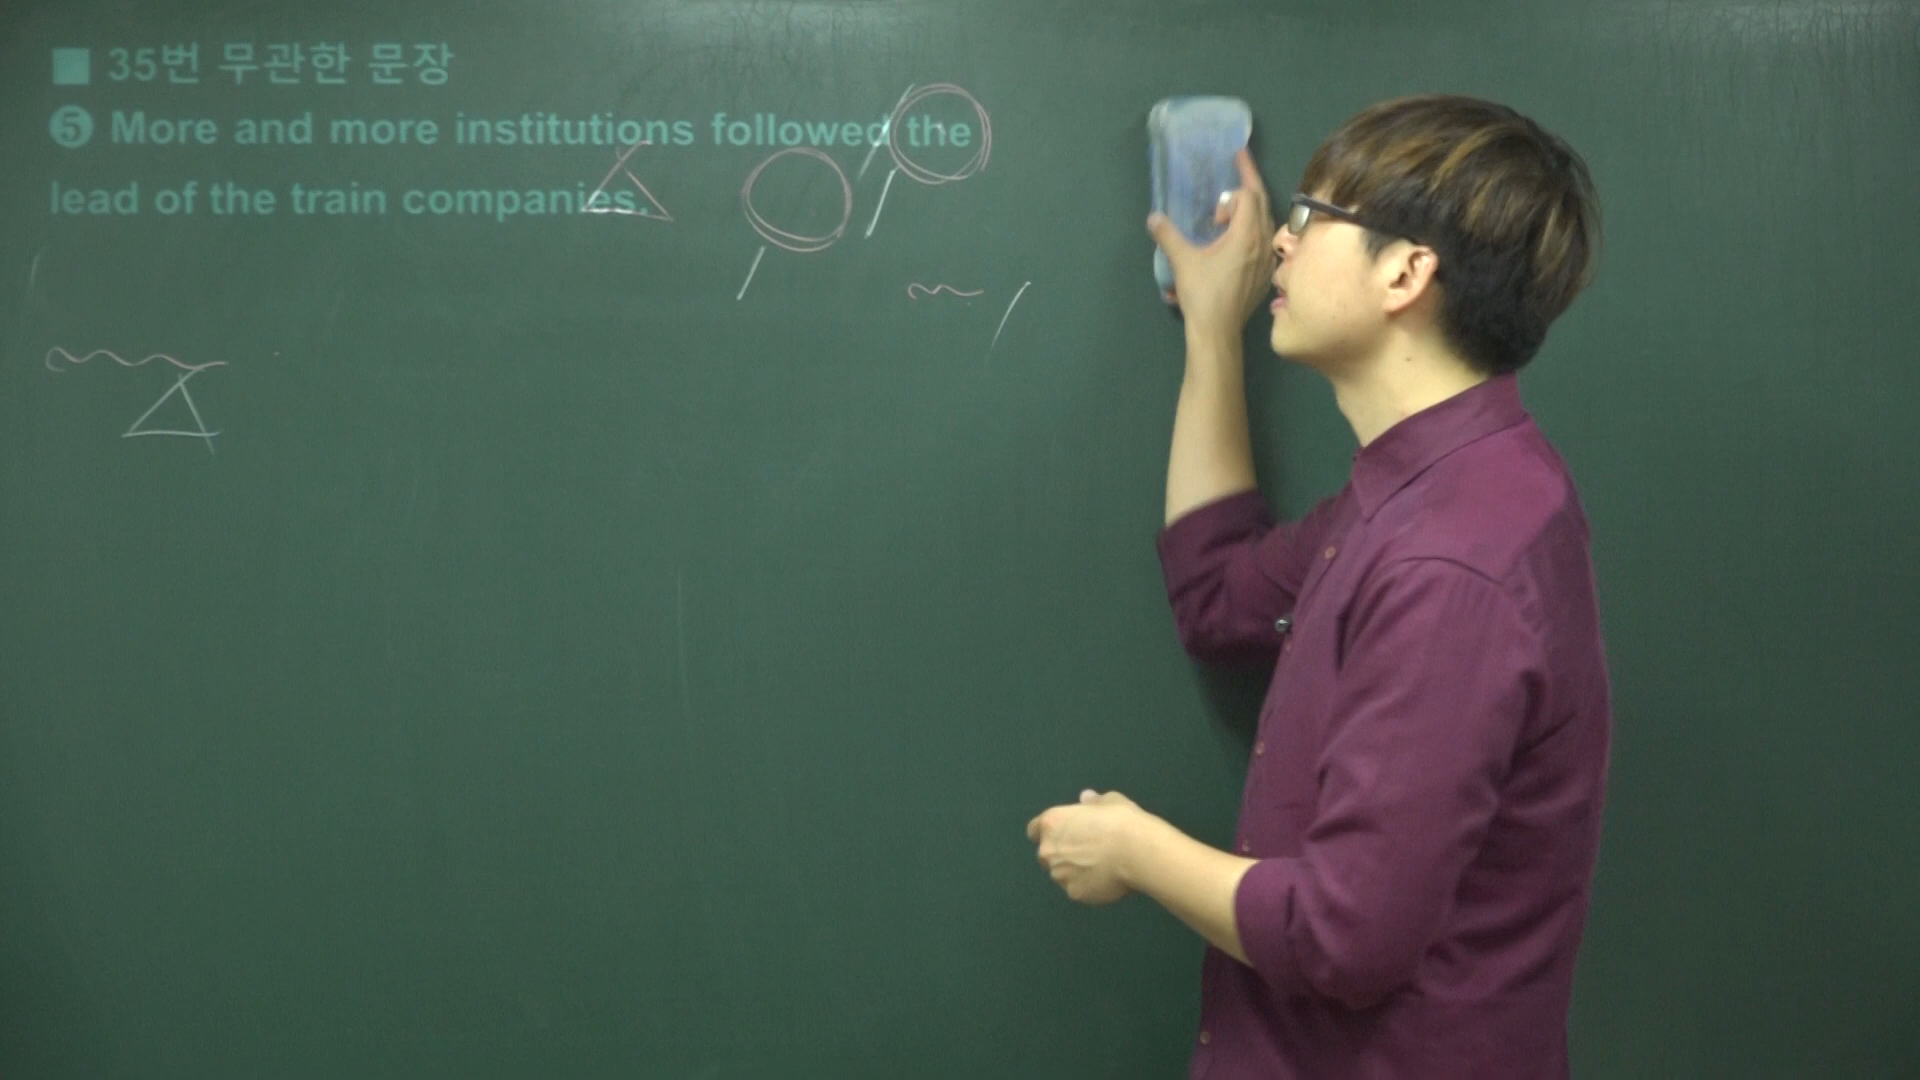 ■ 35번 무관한 문장
❺ More and more institutions followed the
lead of the train companies.